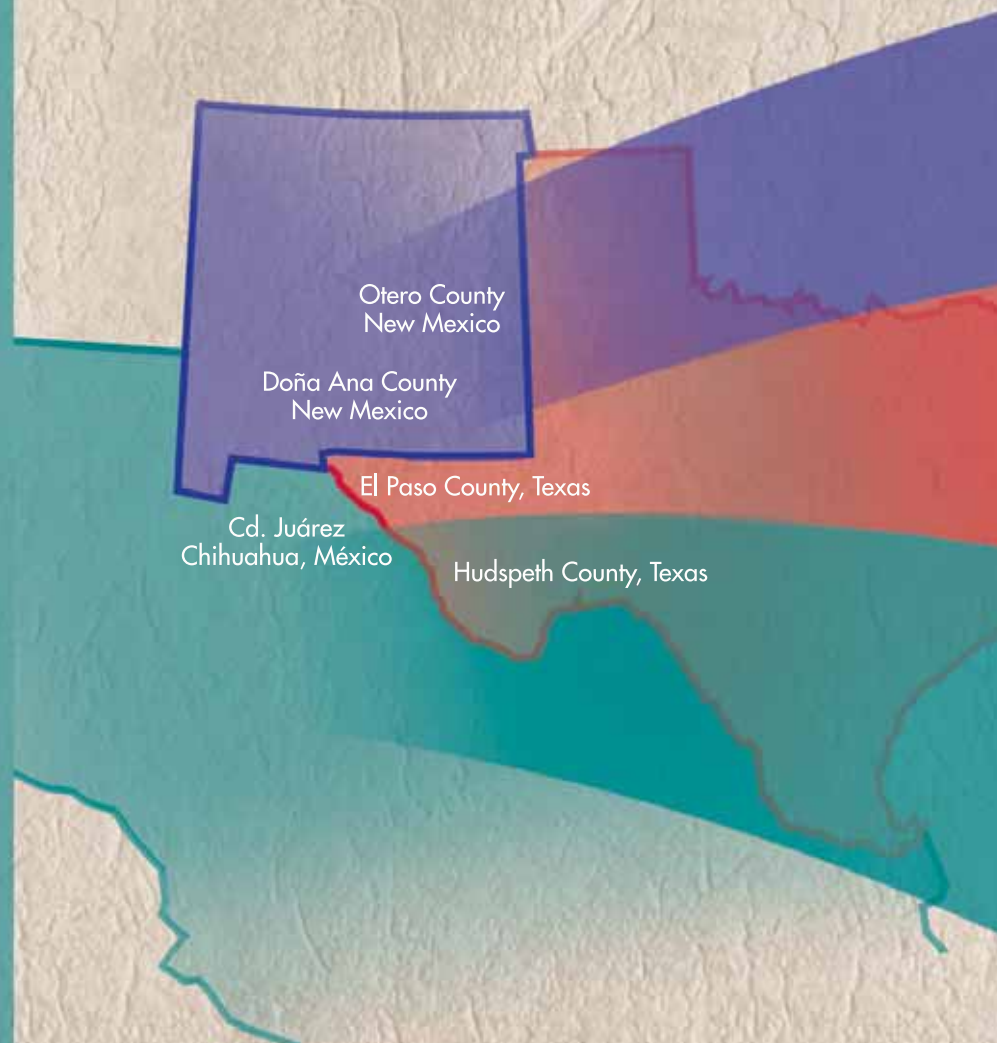 Otero County
New Mexico
Doña Ana County
New Mexico
El Paso County, Texas
Cd. Juárez
Chihuahua, México
Hudspeth County, Texas